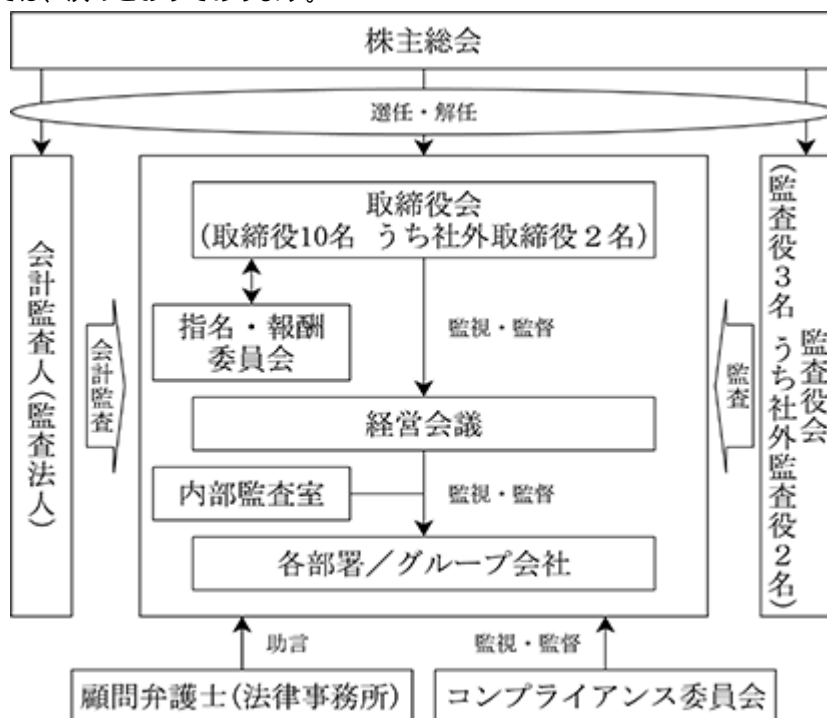 株主総会
選任・解任
取締役会
(取締役10名 うち社外取締役２名)
指名・報酬
委員会
監視・監督
経営会議
内部監査室
監視・監督
各部署／グループ会社
会計監査人(監査法人)
会計監査
監査
監査役会
(監査役３名 うち社外監査役２名)
助言
監視・監督
顧問弁護士(法律事務所)
コンプライアンス委員会